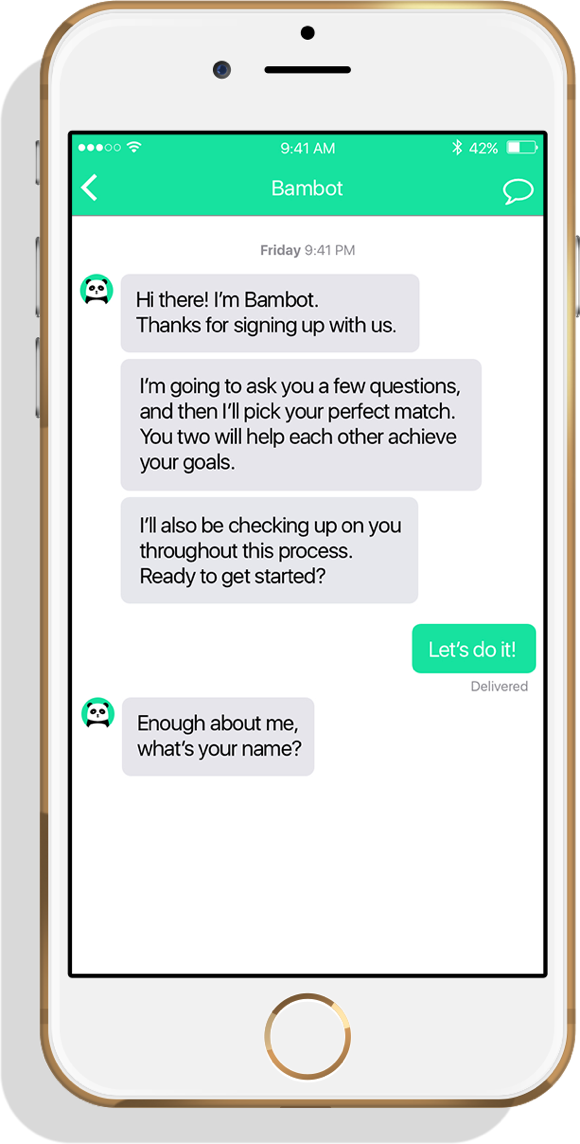 9:41 AM
42%
Bambot
Friday 9:41 PM
Hi there! I'm Bambot.
Thanks for signing up with us.
I'm going to ask you a few questions,
and then I'll pick your perfect match.
You two will help each other achieve
your goals.
I'll also be checking up on you
throughout this process.
Ready to get started?
Let's do it!
Delivered
Enough about me,
what's your name?